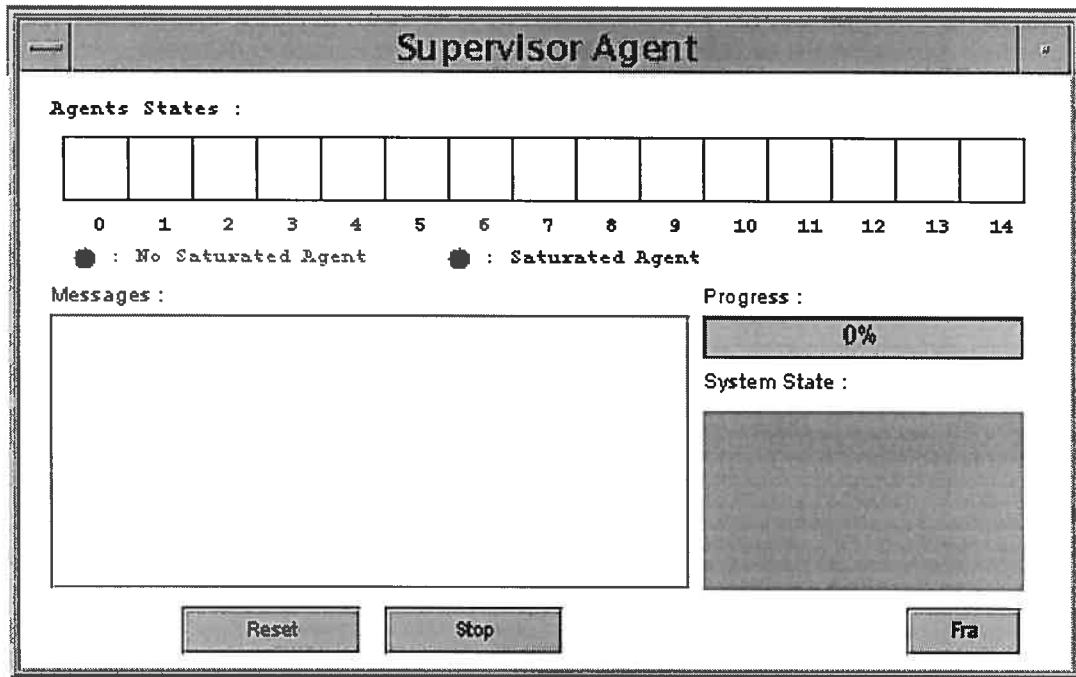 Supervisor Agent
Agents States :
0 1 2 3 4 5 6 7 8 9 10 11 12 13 14
: No Saturated Agent : Saturated Agent
Messages :
Progress :
0%
System State :
Reset Stop Fra